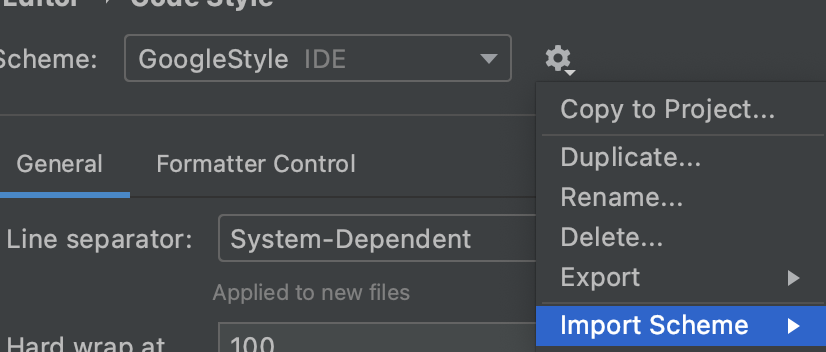 Editor › Code Style
Scheme: GoogleStyle IDE
Copy to Project...
General Formatter Control
Duplicate...
Rename...
Line separator: System-Dependent
Delete...
Export
Applied to new files
Import Scheme
Hard wrap at 100